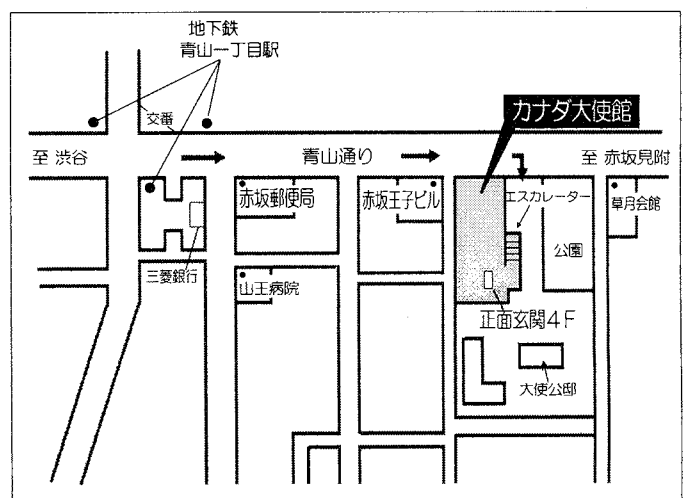 地下鉄
青山一丁目駅
交番
カナダ大使館
至 渋谷
青山通り
至 赤坂見附
赤坂郵便局
赤坂王子ビル
エスカレーター
草月会館
公園
三菱銀行
山王病院
正面玄関4F
大使公邸